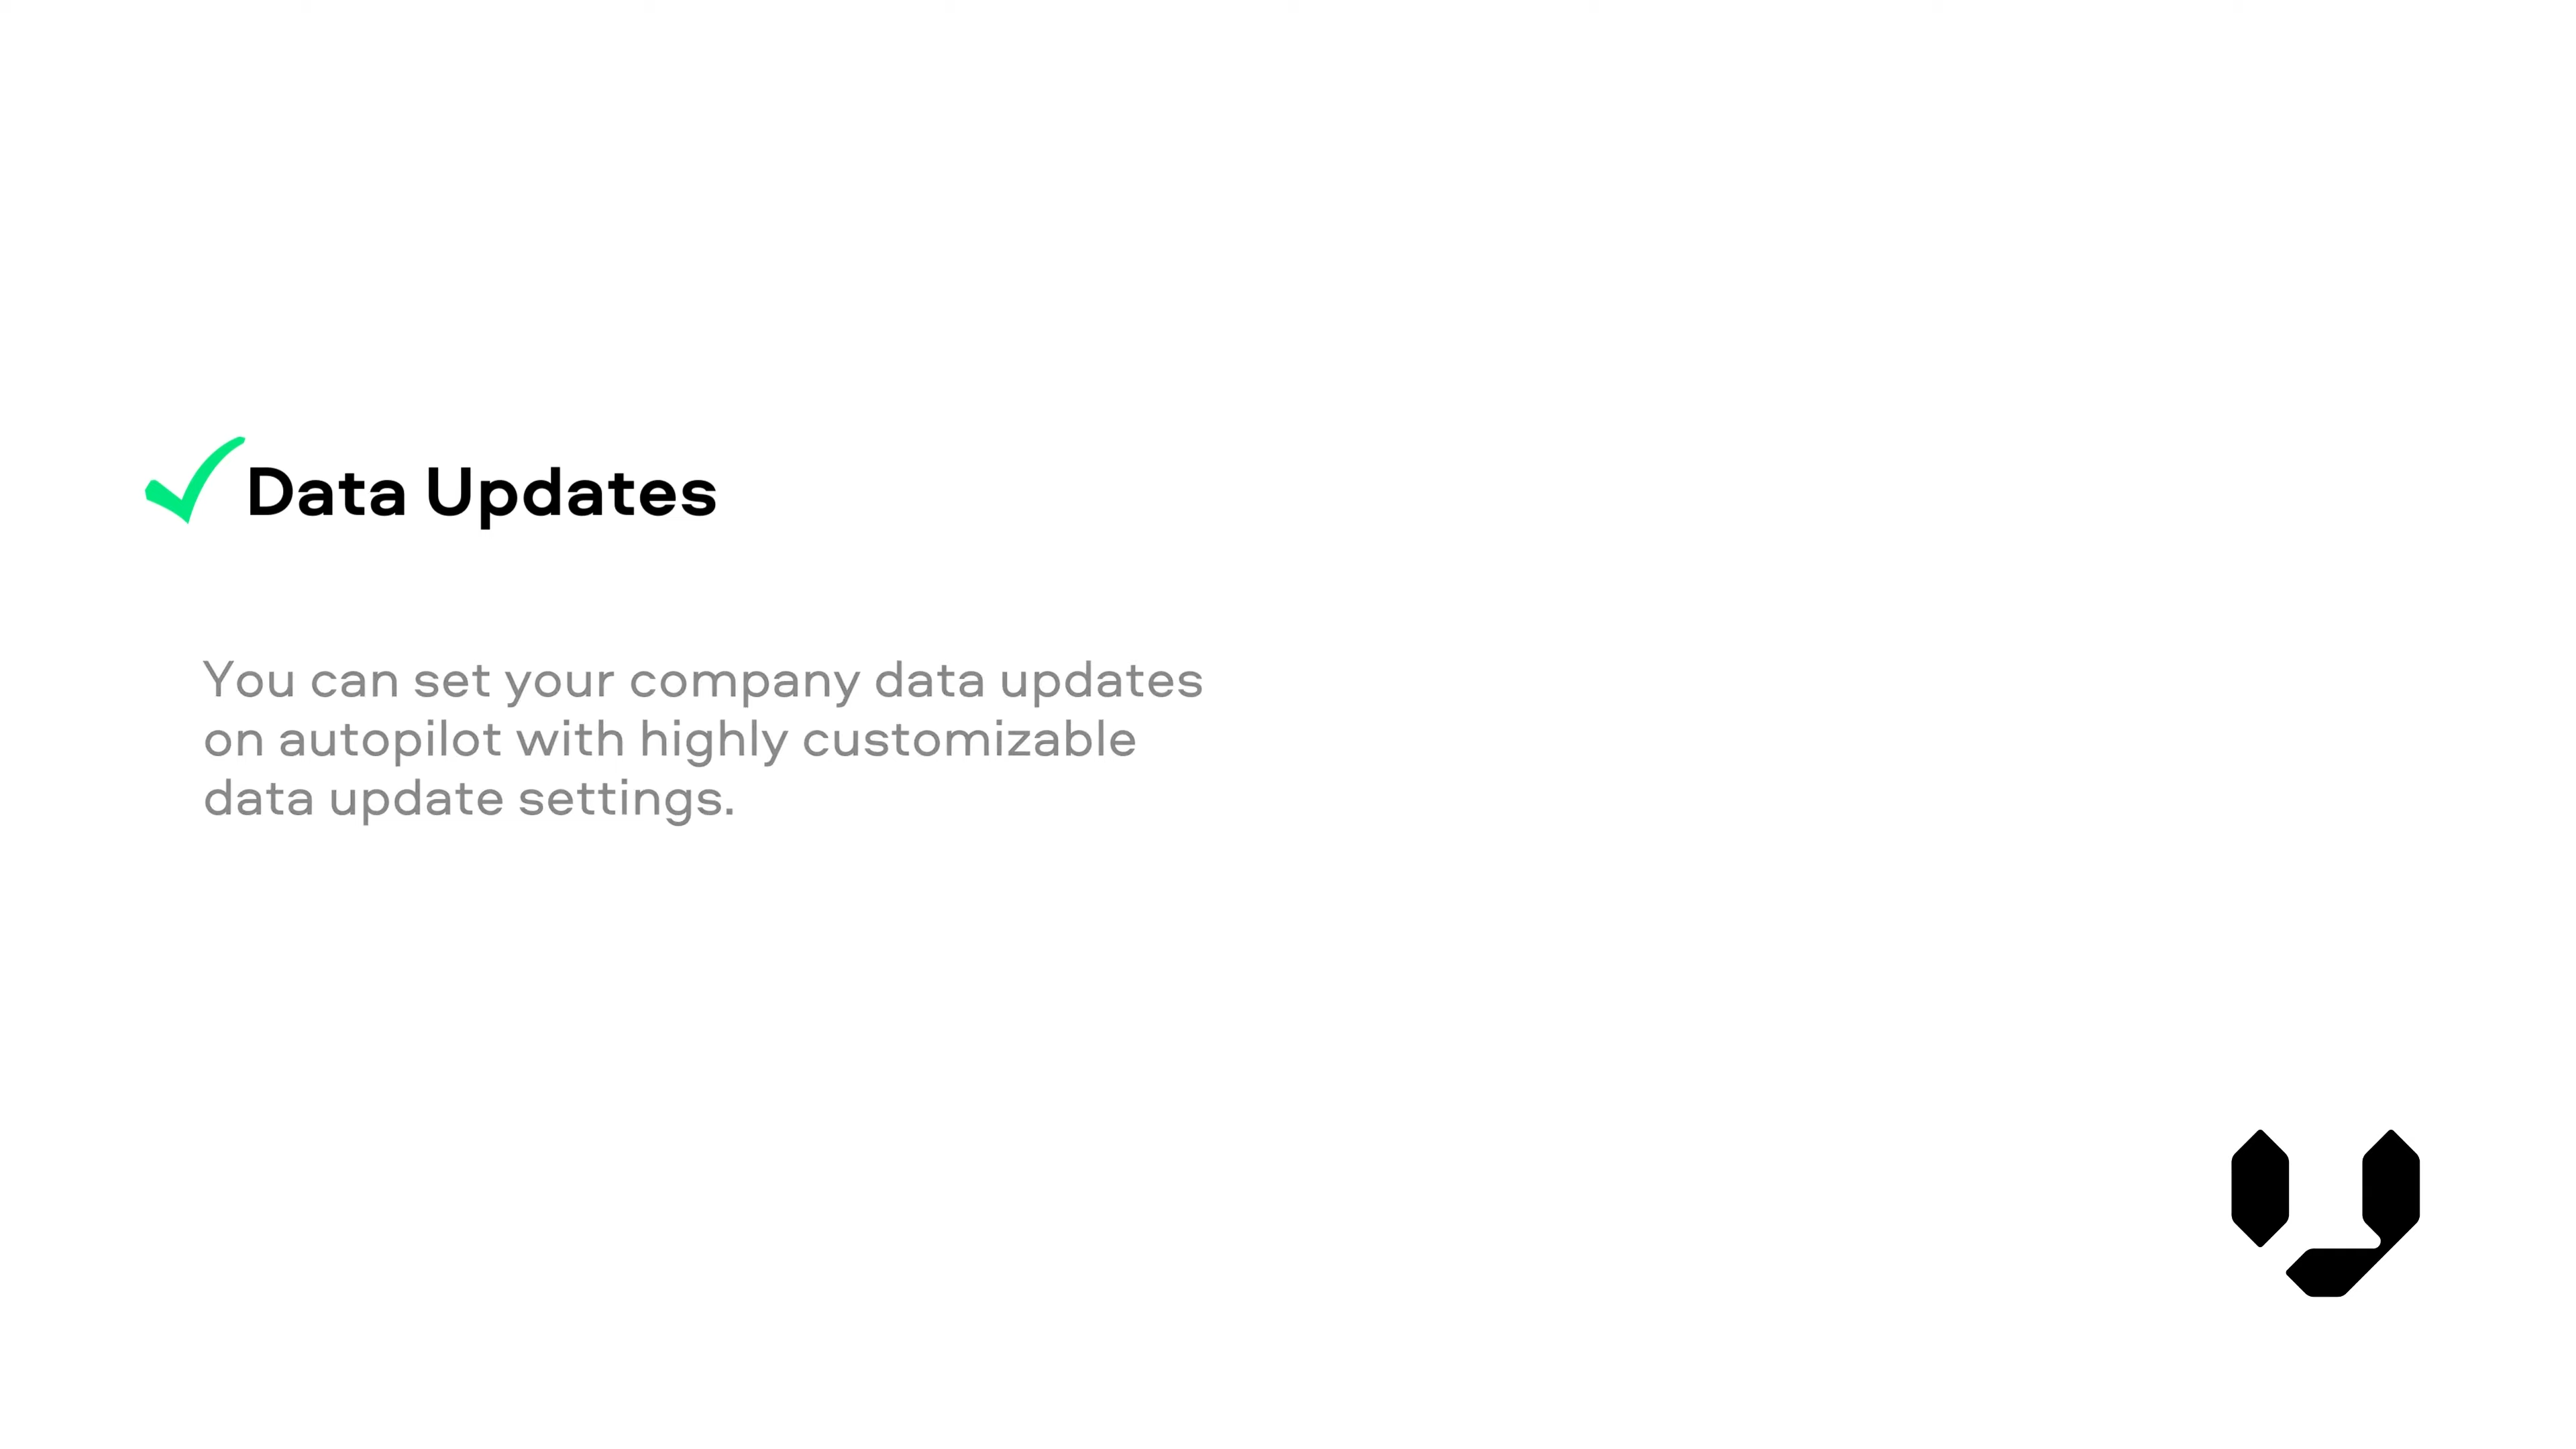 Data Updates
You can set your company data updates
on autopilot with highly customizable
data update settings.